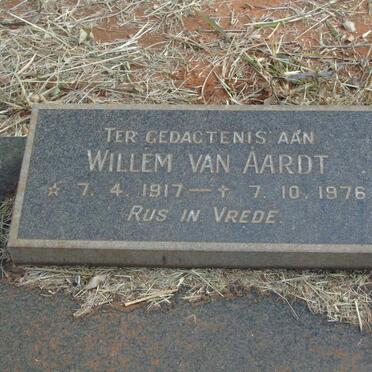 TER GEDAGTENIS AAN
WILLEM VAN AARDT
☆ 7. 4. 1917 — ✝ 7. 10. 1976
RUS IN VREDE.